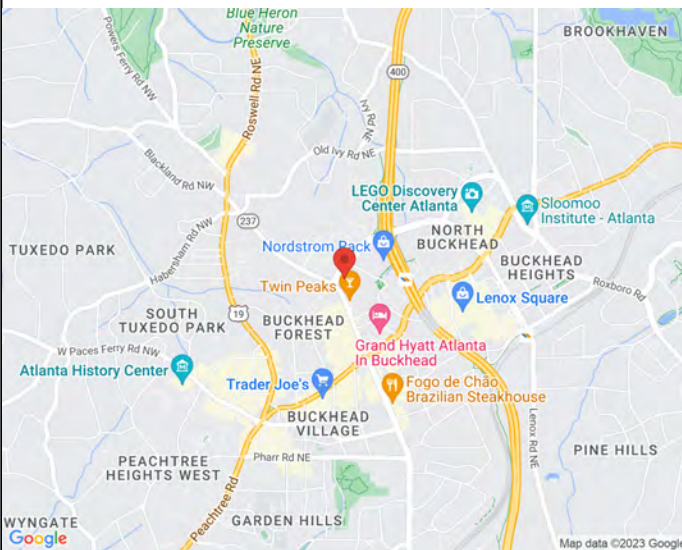 Blue Heron
Nature
Preserve
BROOKHAVEN
Powers Ferry Rd NW
Roswell Rd NE
400
Ivy Rd NE
Old Ivy Rd NE
Blackland Rd NW
LEGO Discovery
Center Atlanta
Sloomoo
Institute - Atlanta
237
Habersham Rd NW
NORTH
BUCKHEAD
TUXEDO PARK
Nordstrom Rack
BUCKHEAD
HEIGHTS
Roxboro Rd
Twin Peaks
Lenox Square
SOUTH
TUXEDO PARK
19
BUCKHEAD
FOREST
Grand Hyatt Atlanta
In Buckhead
W Paces Ferry Rd NW
Atlanta History Center
Trader Joe's
Fogo de Chão
Brazilian Steakhouse
BUCKHEAD
VILLAGE
Lenox Rd NE
PINE HILLS
PEACHTREE
HEIGHTS WEST
Pharr Rd NE
Peachtree Rd
WYNGATE
GARDEN HILLS
Google
Map data ©2023 Google